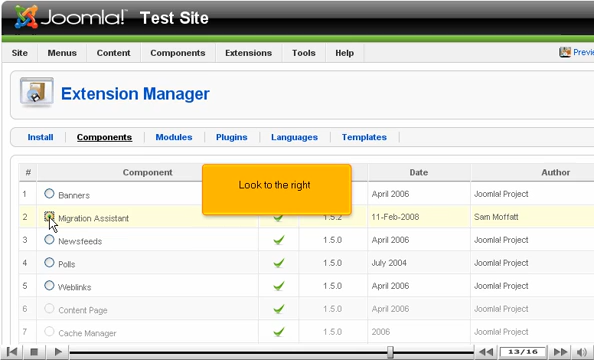 Joomla! Test Site
Site Menus Content Components Extensions Tools Help Previe
Extension Manager
Install Components Modules Plugins Languages Templates
# Component Date Author
Look to the right
1 Banners April 2006 Joomla! Project
2 Migration Assistant 1.5.2 11-Feb-2008 Sam Moffatt
3 Newsfeeds 1.5.0 April 2006 Joomla! Project
4 Polls 1.5.0 July 2004 Joomla! Project
5 Weblinks 1.5.0 April 2006 Joomla! Project
6 Content Page 1.5.0 April 2006 Joomla! Project
7 Cache Manager 1.5.0 2006 Joomla! Project
13/16